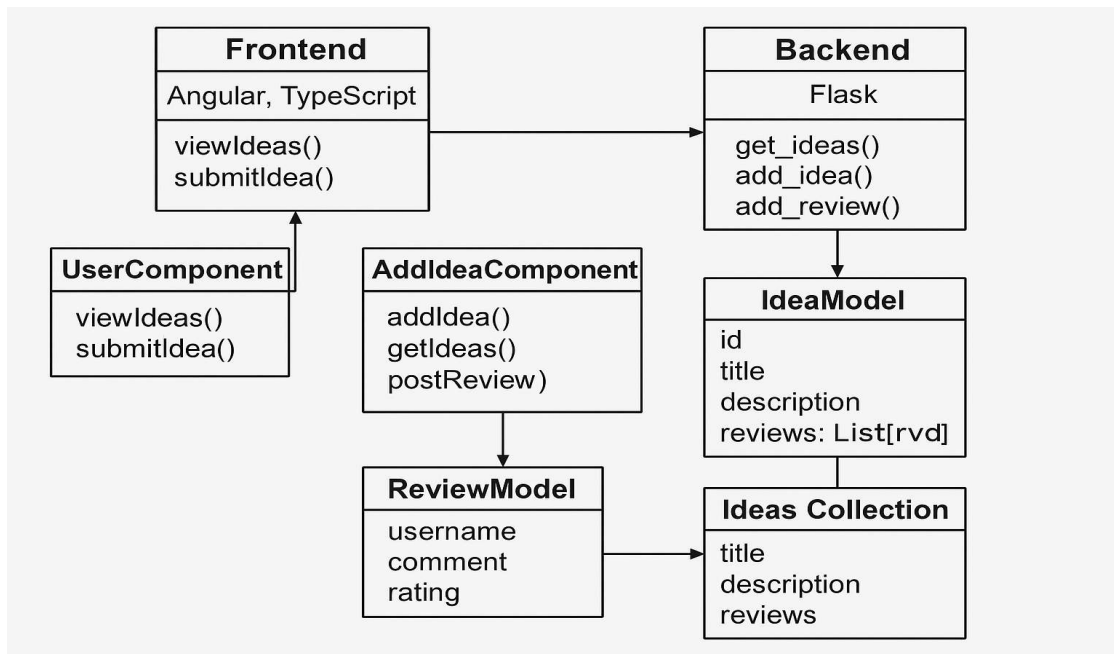 Frontend
Angular, TypeScript
viewIdeas()
submitIdea()
Backend
Flask
get_ideas()
add_idea()
add_review()
UserComponent
viewIdeas()
submitIdea()
AddIdeaComponent
addIdea()
getIdeas()
postReview)
IdeaModel
id
title
description
reviews: List[rvd]
ReviewModel
username
comment
rating
Ideas Collection
title
description
reviews